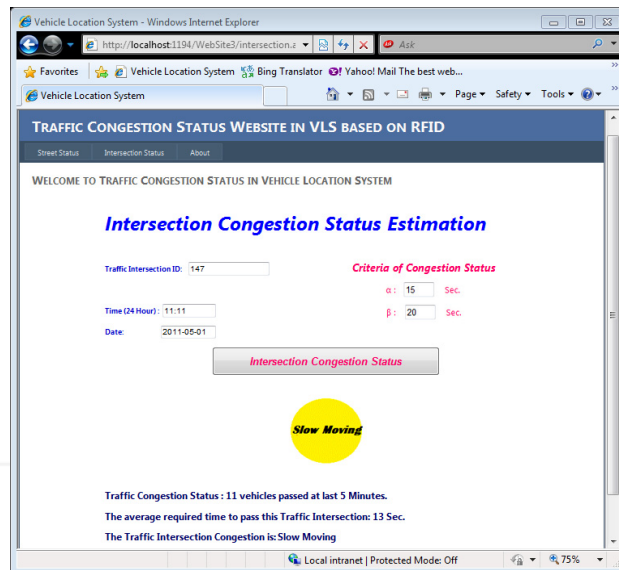 Vehicle Location System - Windows Internet Explorer
http://localhost:1194/WebSite3/intersection.a
Ask
Favorites Vehicle Location System Bing Translator Yahoo! Mail The best web...
Vehicle Location System Page Safety Tools
TRAFFIC CONGESTION STATUS WEBSITE IN VLS BASED ON RFID
Street Status Intersection Status About
WELCOME TO TRAFFIC CONGESTION STATUS IN VEHICLE LOCATION SYSTEM
Intersection Congestion Status Estimation
Traffic Intersection ID: 147
Criteria of Congestion Status
α : 15 Sec.
Time (24 Hour) : 11:11
β : 20 Sec.
Date: 2011-05-01
Intersection Congestion Status
Slow Moving
Traffic Congestion Status : 11 vehicles passed at last 5 Minutes.
The average required time to pass this Traffic Intersection: 13 Sec.
The Traffic Intersection Congestion is: Slow Moving
Local intranet | Protected Mode: Off 75%